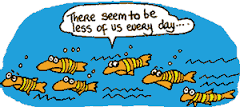 There seem to be
less of us every day....